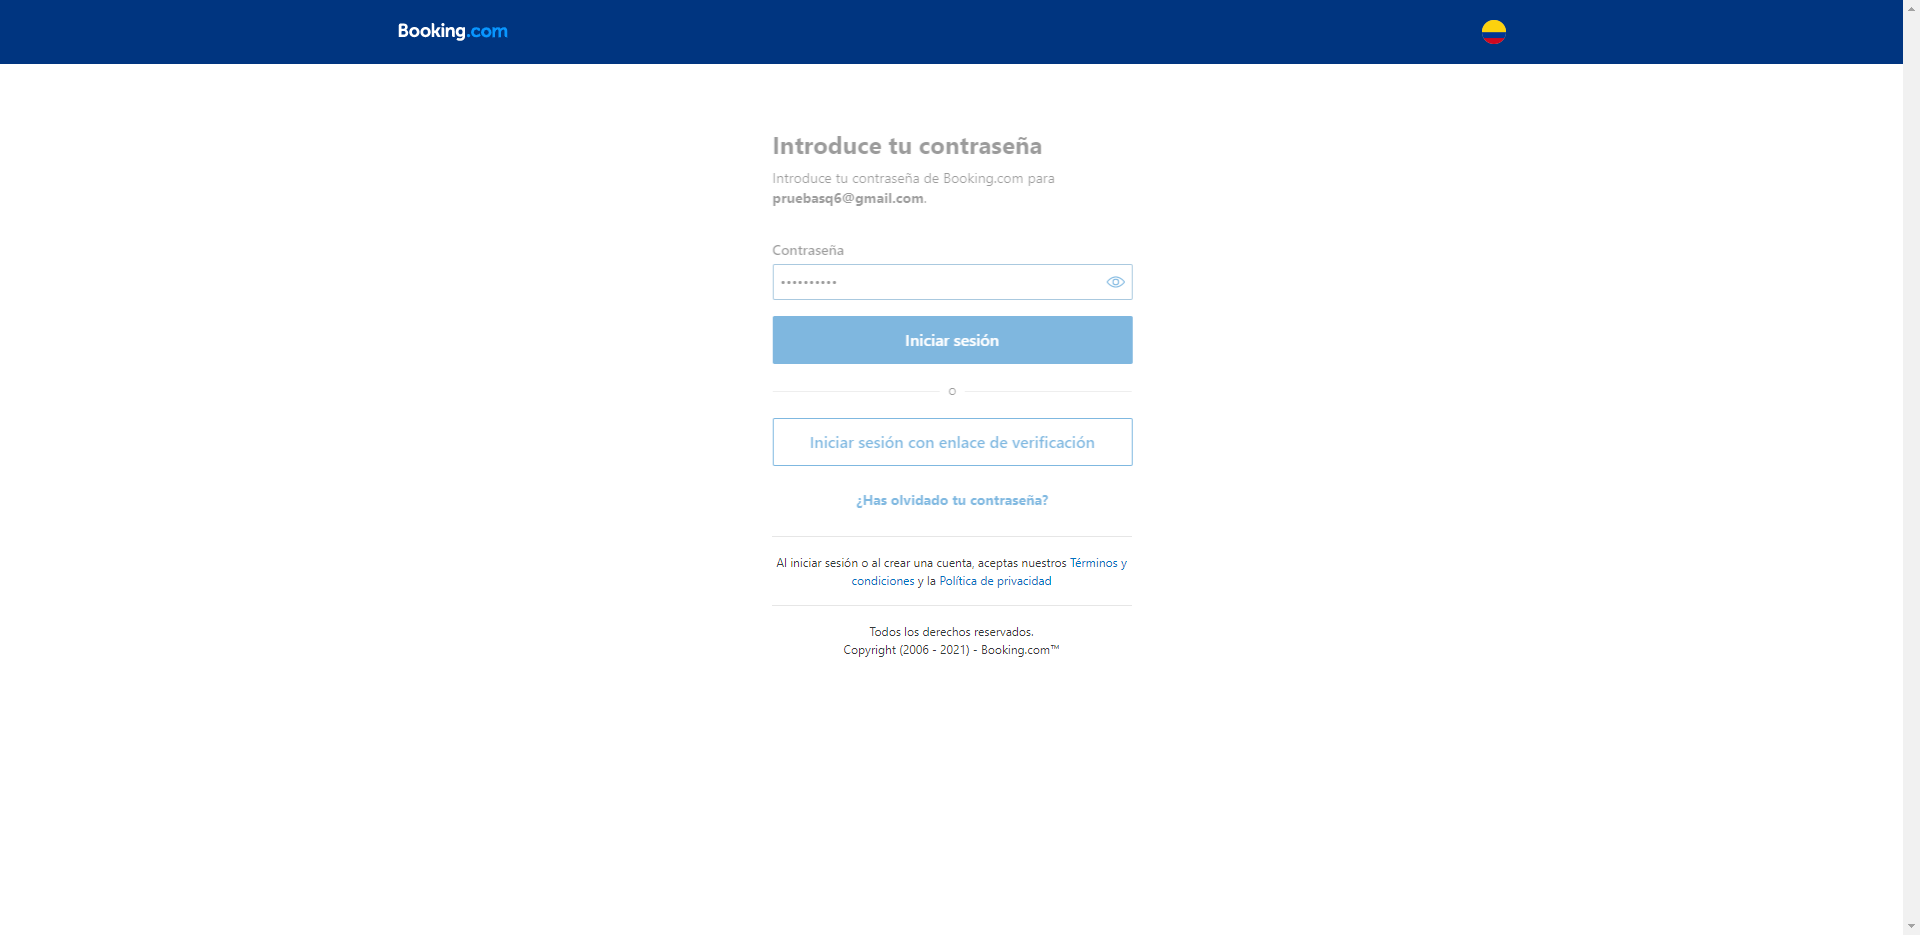 Booking.com
Introduce tu contraseña
Introduce tu contraseña de Booking.com para
pruebasq6@gmail.com.
Contraseña
••••••••••
Iniciar sesión
o
Iniciar sesión con enlace de verificación
¿Has olvidado tu contraseña?
Al iniciar sesión o al crear una cuenta, aceptas nuestros Términos y
condiciones y la Política de privacidad
Todos los derechos reservados.
Copyright (2006 - 2021) - Booking.com™